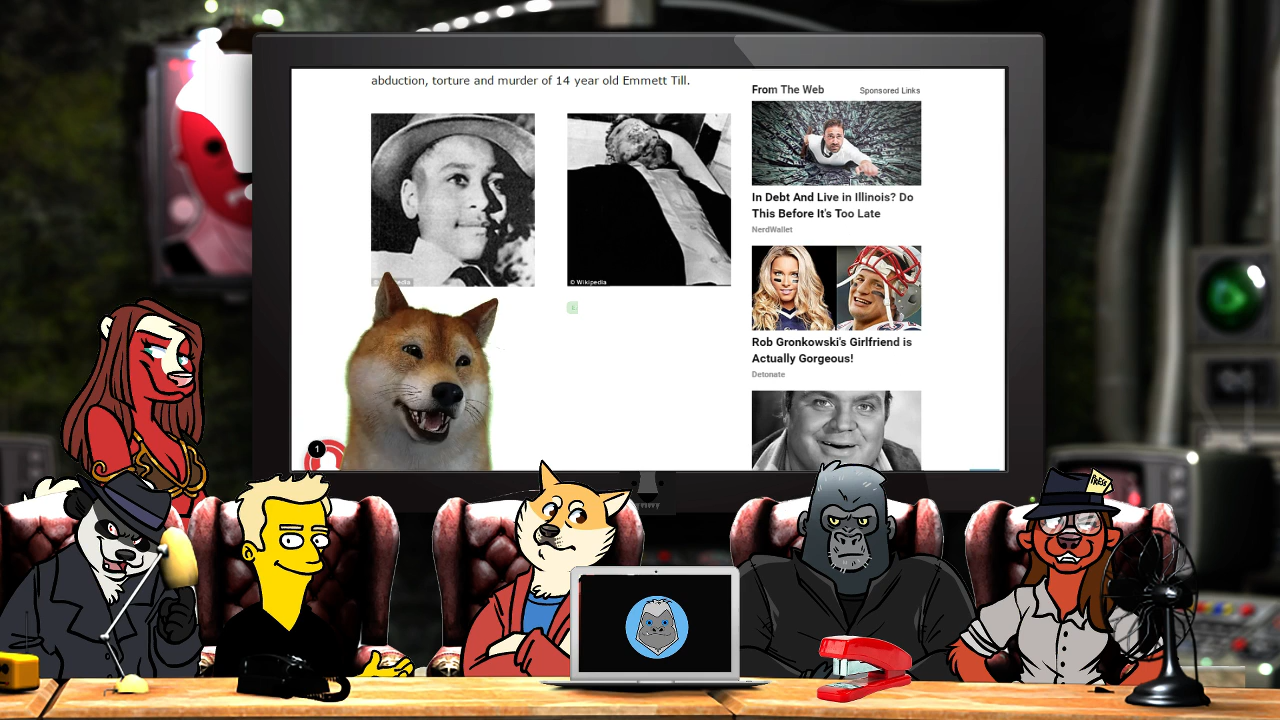 abduction, torture and murder of 14 year old Emmett Till.
From The Web
Sponsored Links
© Wikipedia
In Debt And Live in Illinois? Do
This Before It's Too Late
NerdWallet
Rob Gronkowski's Girlfriend is
Actually Gorgeous!
Detonate
1
PRESS